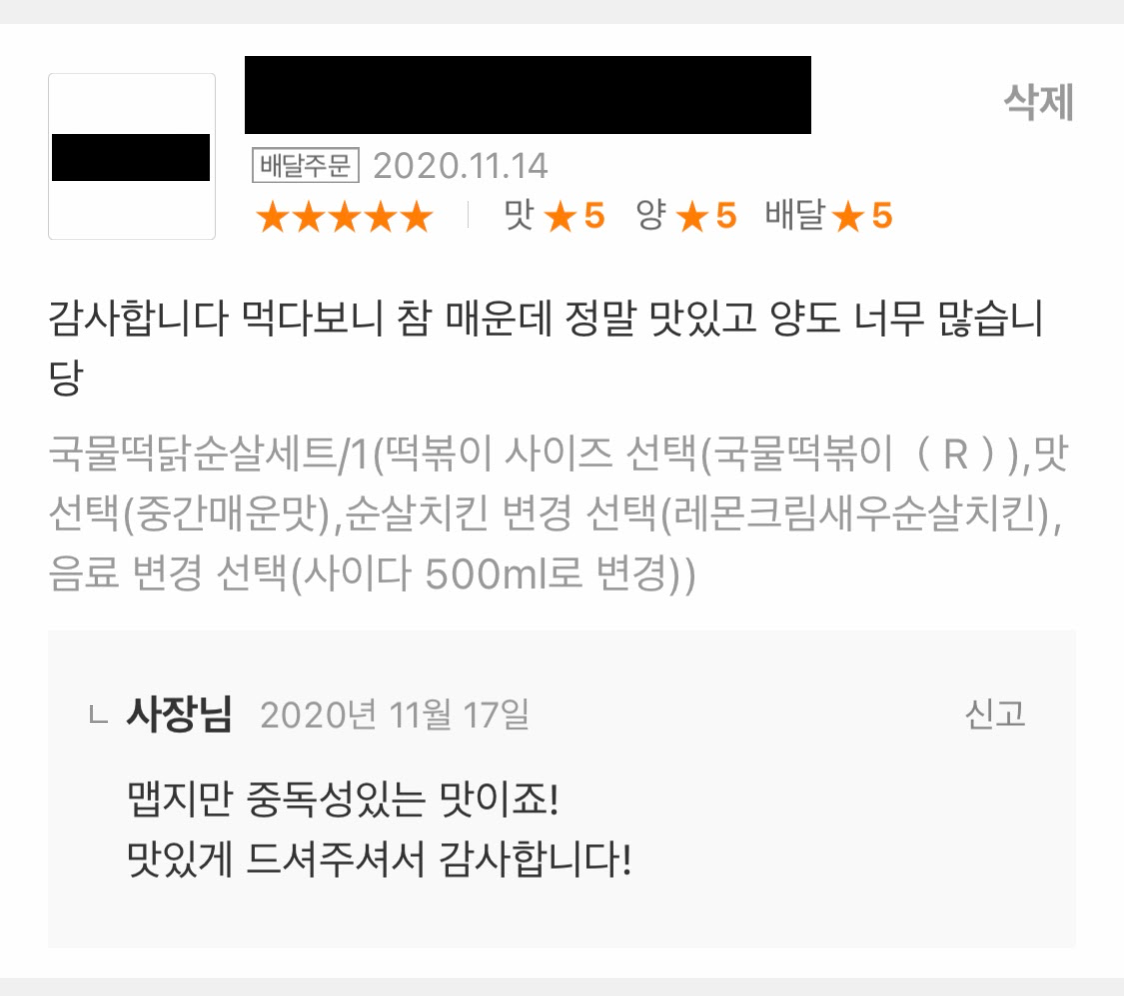 삭제
배달주문 2020.11.14
★★★★★ 맛 ★ 5 양 ★ 5 배달 ★ 5
감사합니다 먹다보니 참 매운데 정말 맛있고 양도 너무 많습니
당
국물떡닭순살세트/1(떡볶이 사이즈 선택(국물떡볶이 ( R ) ),맛
선택(중간매운맛),순살치킨 변경 선택(레몬크림새우순살치킨),
음료 변경 선택(사이다 500ml로 변경))
ㄴ 사장님 2020년 11월 17일 신고
맵지만 중독성있는 맛이죠!
맛있게 드셔주셔서 감사합니다!